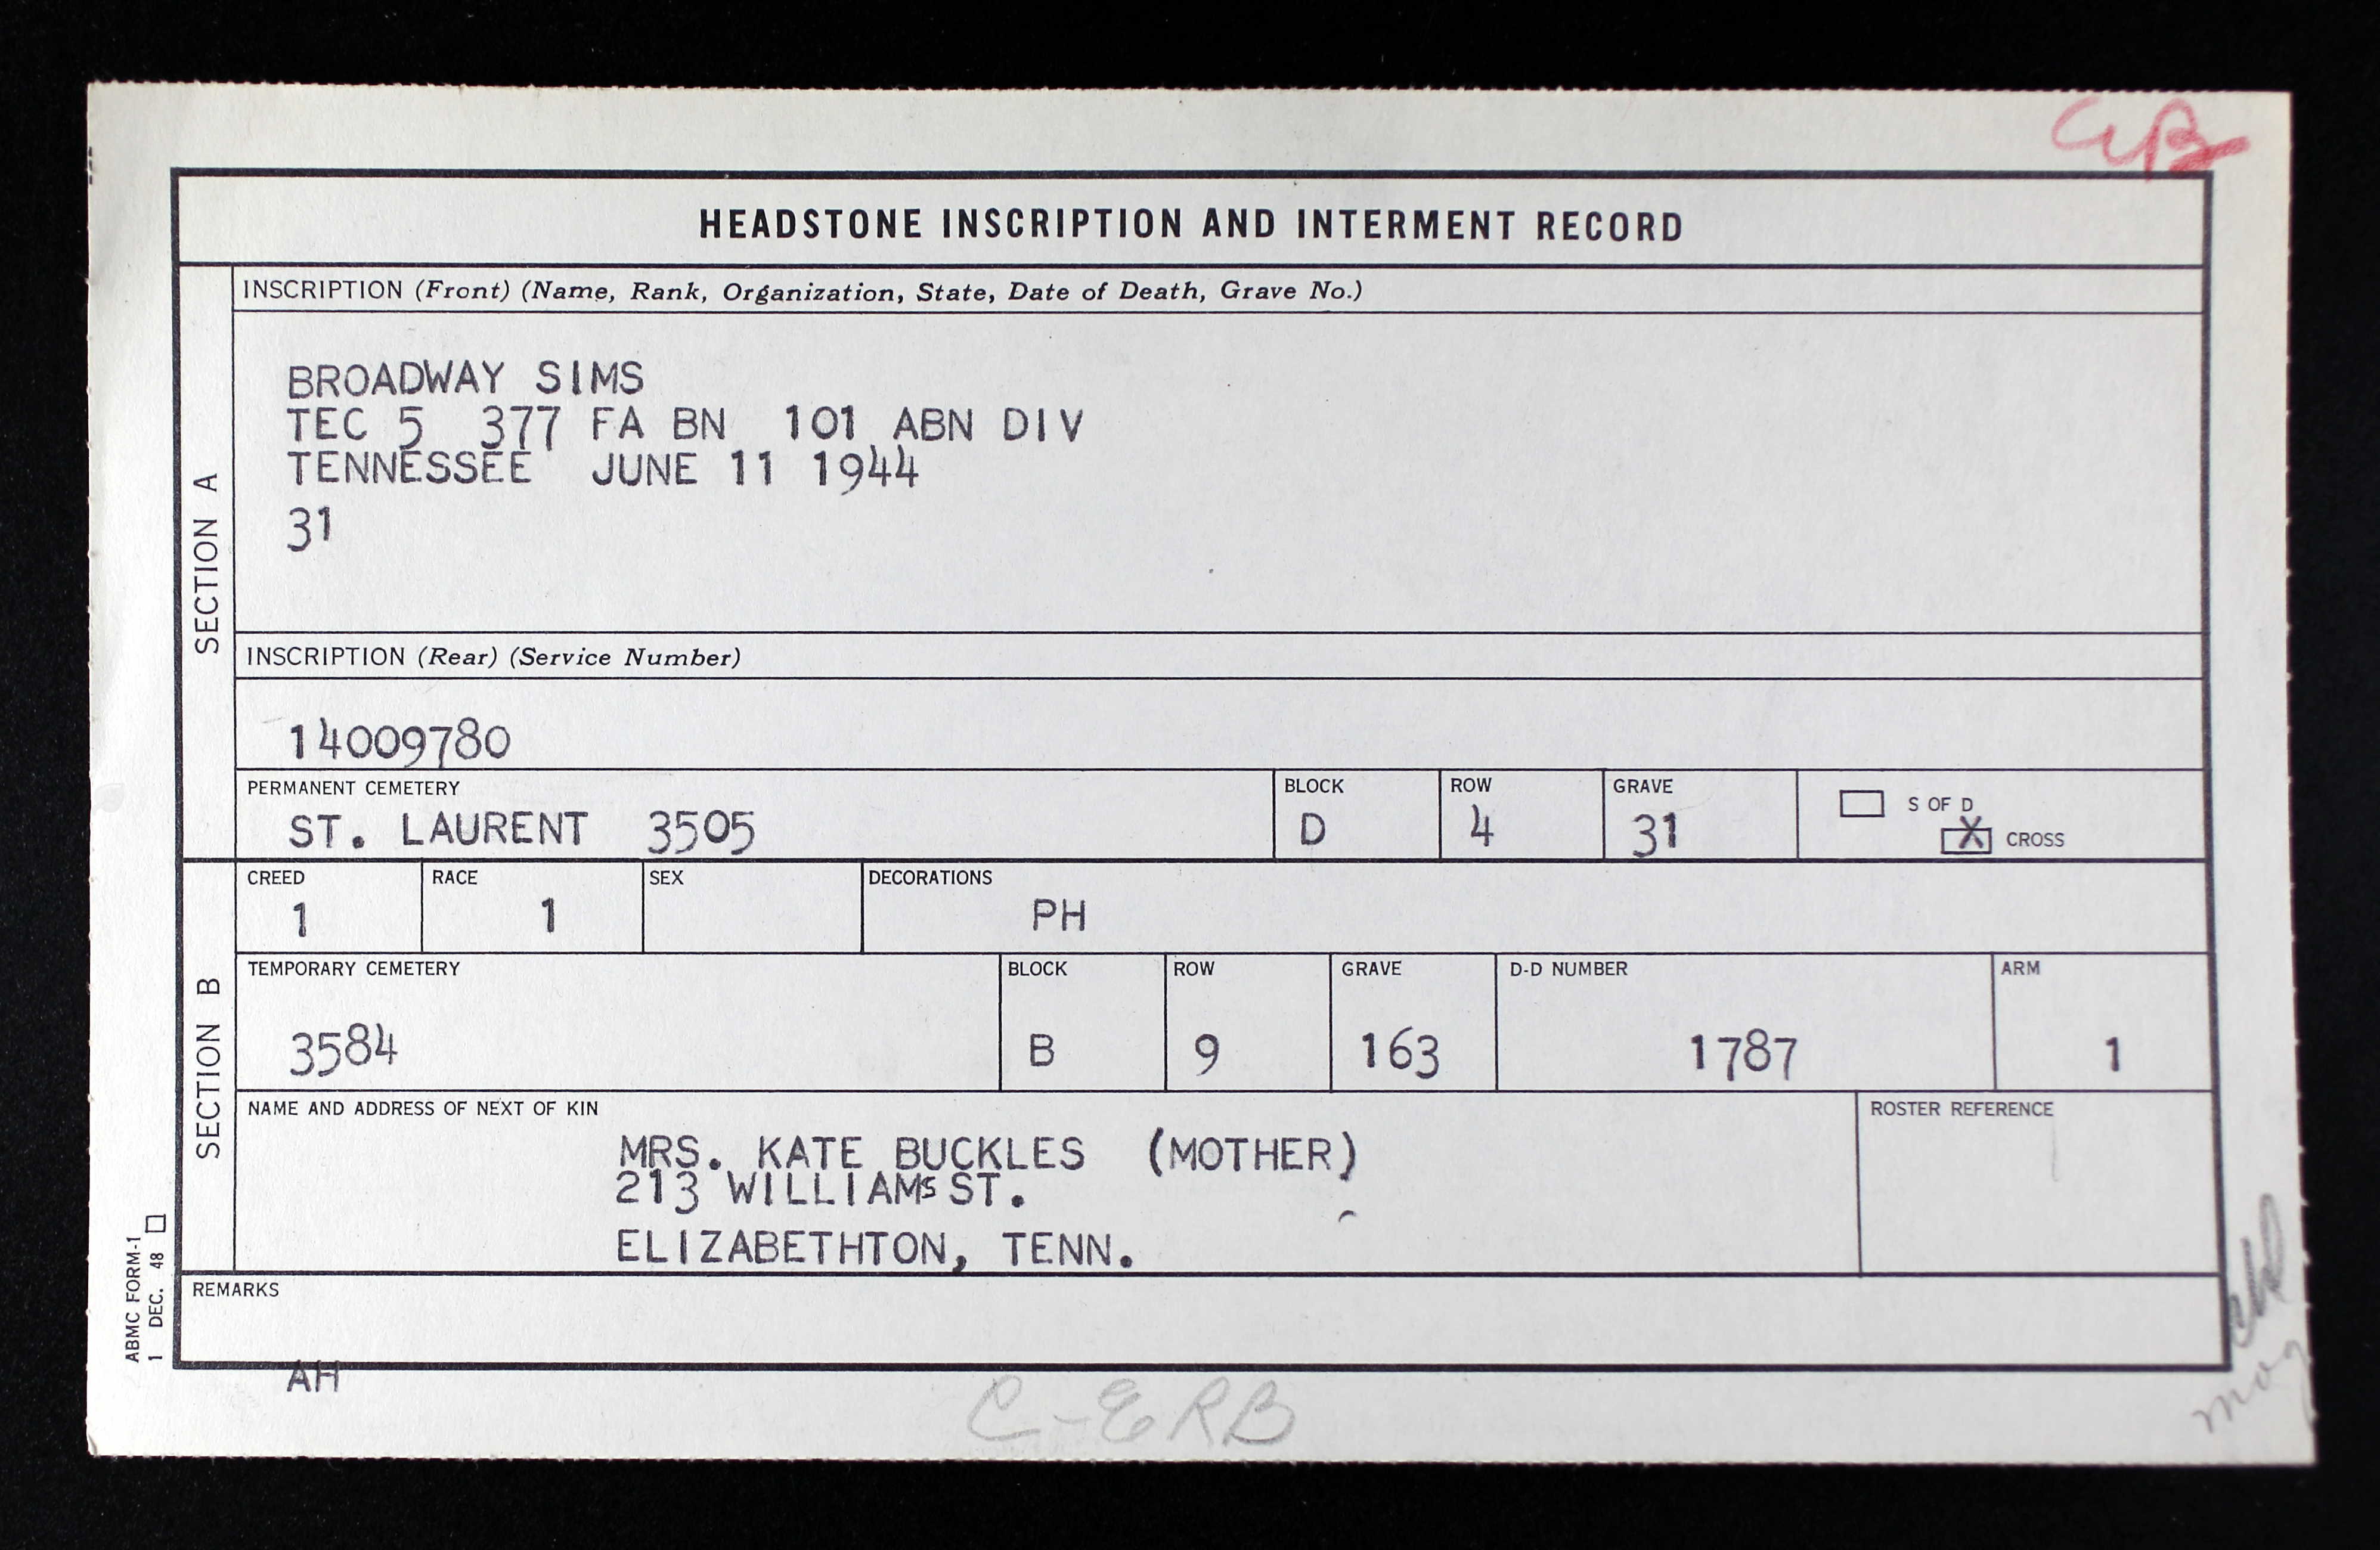 HEADSTONE INSCRIPTION AND INTERMENT RECORD
SECTION A
INSCRIPTION (Front) (Name, Rank, Organization, State, Date of Death, Grave No.)
BROADWAY SIMS
TEC 5 377 FA BN 101 ABN DIV
TENNESSEE JUNE 11 1944
31
INSCRIPTION (Rear) (Service Number)
14009780
PERMANENT CEMETERY BLOCK ROW GRAVE S OF D
ST. LAURENT 3505 D 4 31 X CROSS
SECTION B
CREED RACE SEX DECORATIONS
1 1 PH
TEMPORARY CEMETERY BLOCK ROW GRAVE D-D NUMBER ARM
3584 B 9 163 1787 1
NAME AND ADDRESS OF NEXT OF KIN ROSTER REFERENCE
MRS. KATE BUCKLES (MOTHER)
213 WILLIAMS ST.
ELIZABETHTON, TENN.
REMARKS
ABMC FORM-1
1 DEC. 48
AH
C-ERB